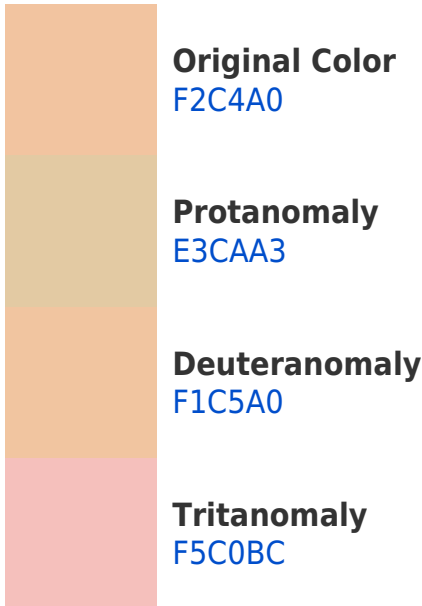 Original Color
F2C4A0
Protanomaly
E3CAA3
Deuteranomaly
F1C5A0
Tritanomaly
F5C0BC